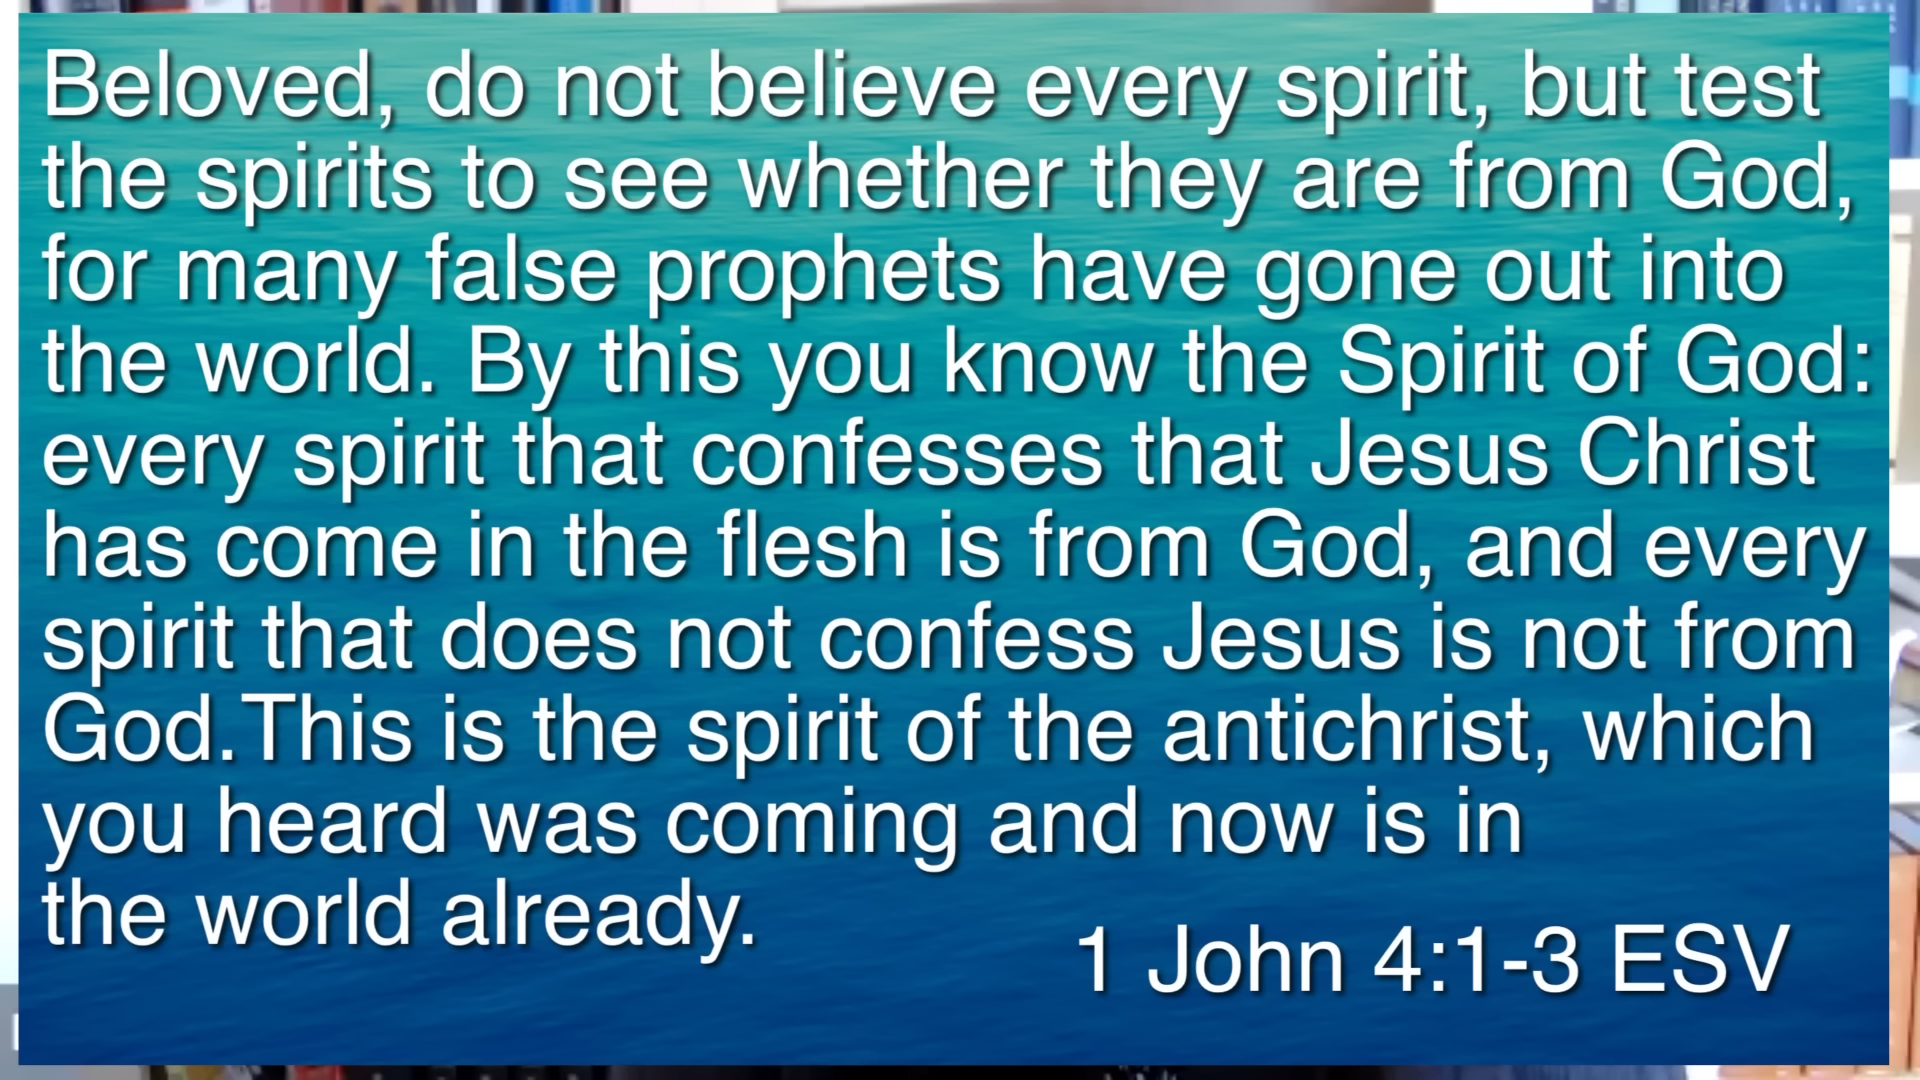 Beloved, do not believe every spirit, but test
the spirits to see whether they are from God,
for many false prophets have gone out into
the world. By this you know the Spirit of God:
every spirit that confesses that Jesus Christ
has come in the flesh is from God, and every
spirit that does not confess Jesus is not from
God.This is the spirit of the antichrist, which
you heard was coming and now is in
the world already.
1 John 4:1-3 ESV